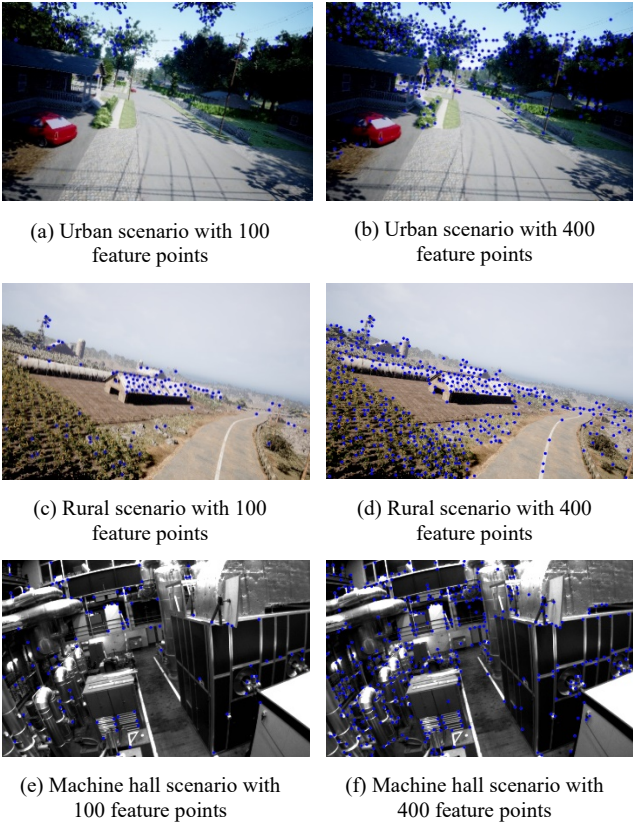 (a) Urban scenario with 100
feature points
(b) Urban scenario with 400
feature points
(c) Rural scenario with 100
feature points
(d) Rural scenario with 400
feature points
(e) Machine hall scenario with
100 feature points
(f) Machine hall scenario with
400 feature points